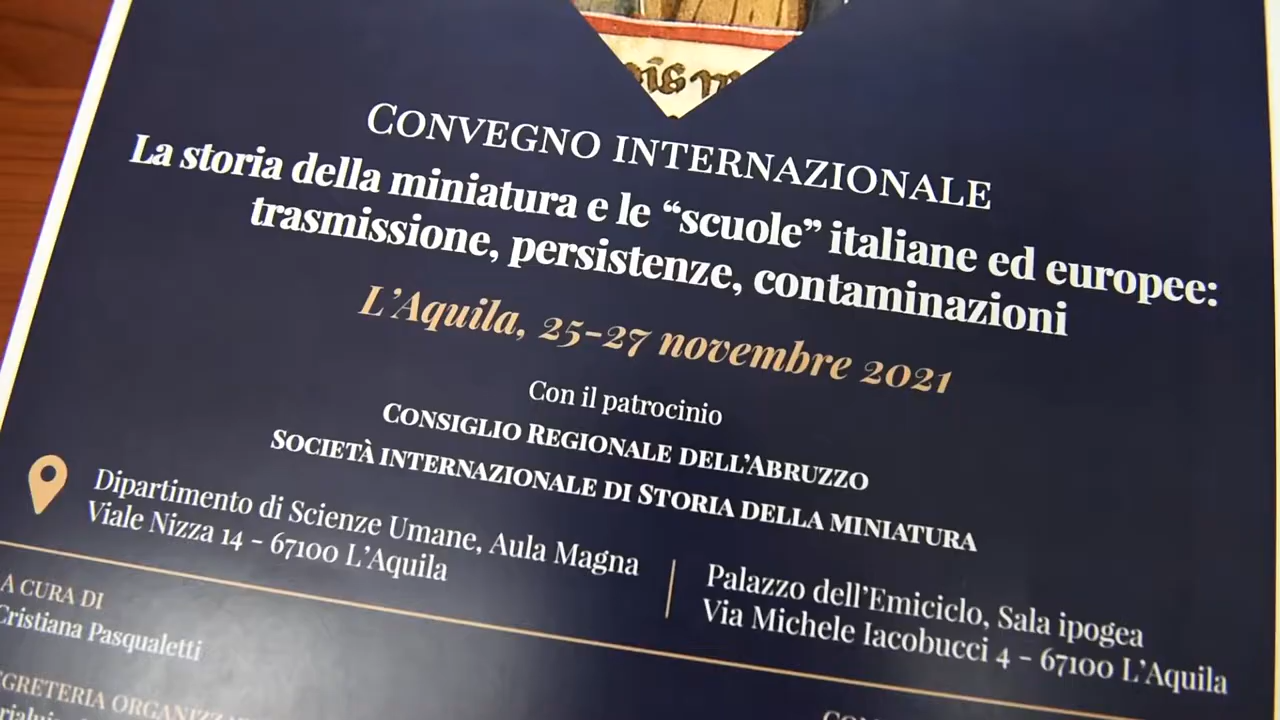 CONVEGNO INTERNAZIONALE
La storia della miniatura e le “scuole” italiane ed europee:
trasmissione, persistenze, contaminazioni
L’Aquila, 25-27 novembre 2021
Con il patrocinio
CONSIGLIO REGIONALE DELL’ABRUZZO
SOCIETÀ INTERNAZIONALE DI STORIA DELLA MINIATURA
Dipartimento di Scienze Umane, Aula Magna
Viale Nizza 14 - 67100 L’Aquila
Palazzo dell’Emiciclo, Sala ipogea
Via Michele Iacobucci 4 - 67100 L’Aquila
A CURA DI
Cristiana Pasqualetti